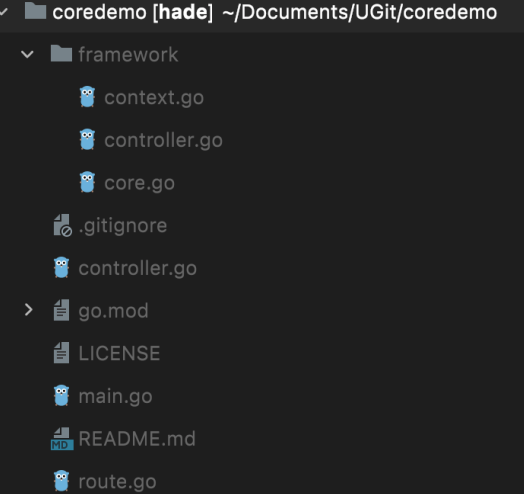 coredemo [hade] ~/Documents/UGit/coredemo
framework
context.go
controller.go
core.go
.gitignore
controller.go
go.mod
LICENSE
main.go
MD README.md
route.go